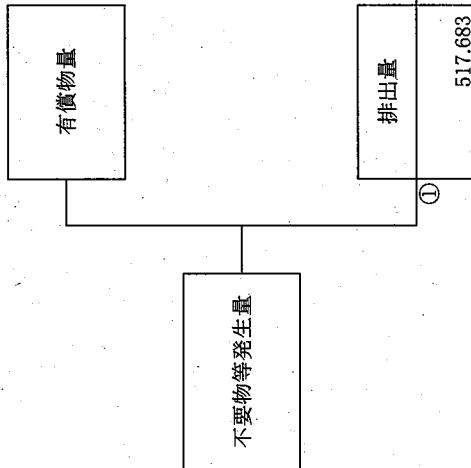 不要物等発生量
有償物量
①
排出量
517.683